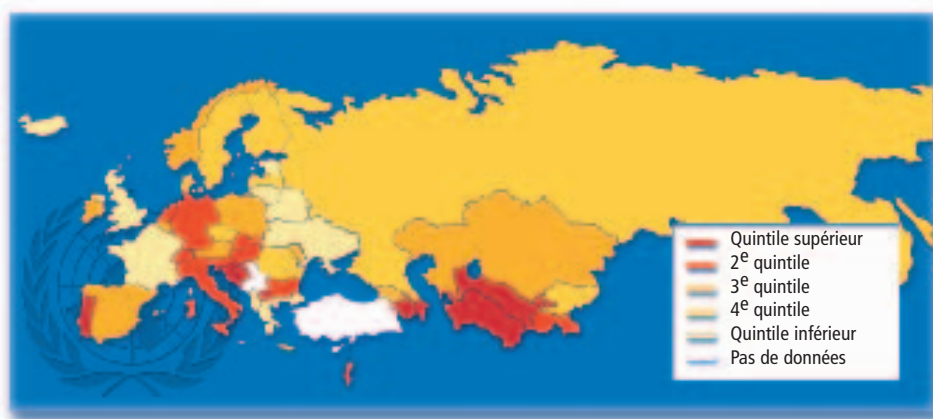 Quintile supérieur
2e quintile
3e quintile
4e quintile
Quintile inférieur
Pas de données